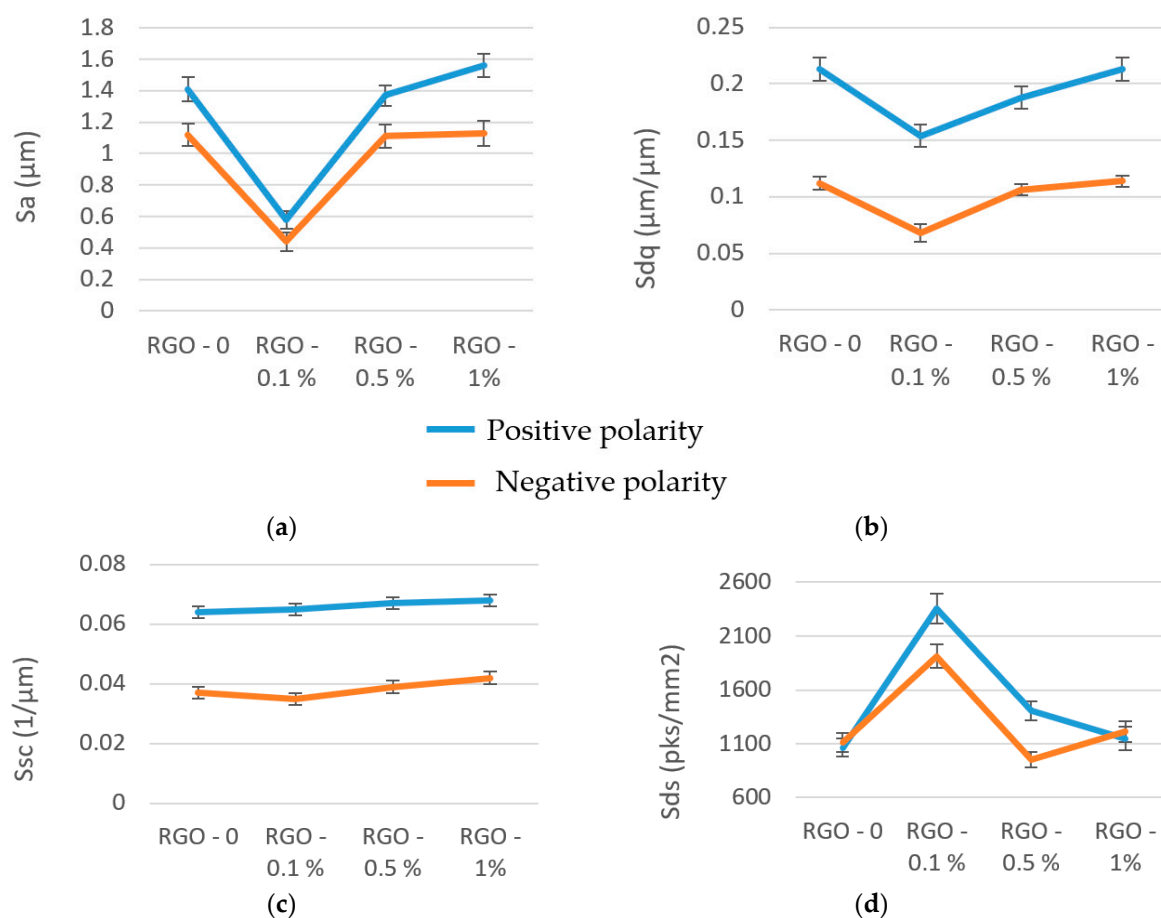 Sa (µm)
1.8
1.6
1.4
1.2
1
0.8
0.6
0.4
0.2
0
RGO - 0
RGO -
0.1 %
RGO -
0.5 %
RGO -
1%
Sdq (µm/µm)
0.25
0.2
0.15
0.1
0.05
0
RGO - 0
RGO -
0.1 %
RGO -
0.5 %
RGO -
1%
Positive polarity
Negative polarity
(a)
(b)
Ssc (1/µm)
0.08
0.06
0.04
0.02
0
RGO - 0
RGO -
0.1 %
RGO -
0.5 %
RGO -
1%
(c)
Sds (pks/mm2)
2600
2100
1600
1100
600
RGO - 0
RGO -
0.1 %
RGO -
0.5 %
RGO -
1%
(d)